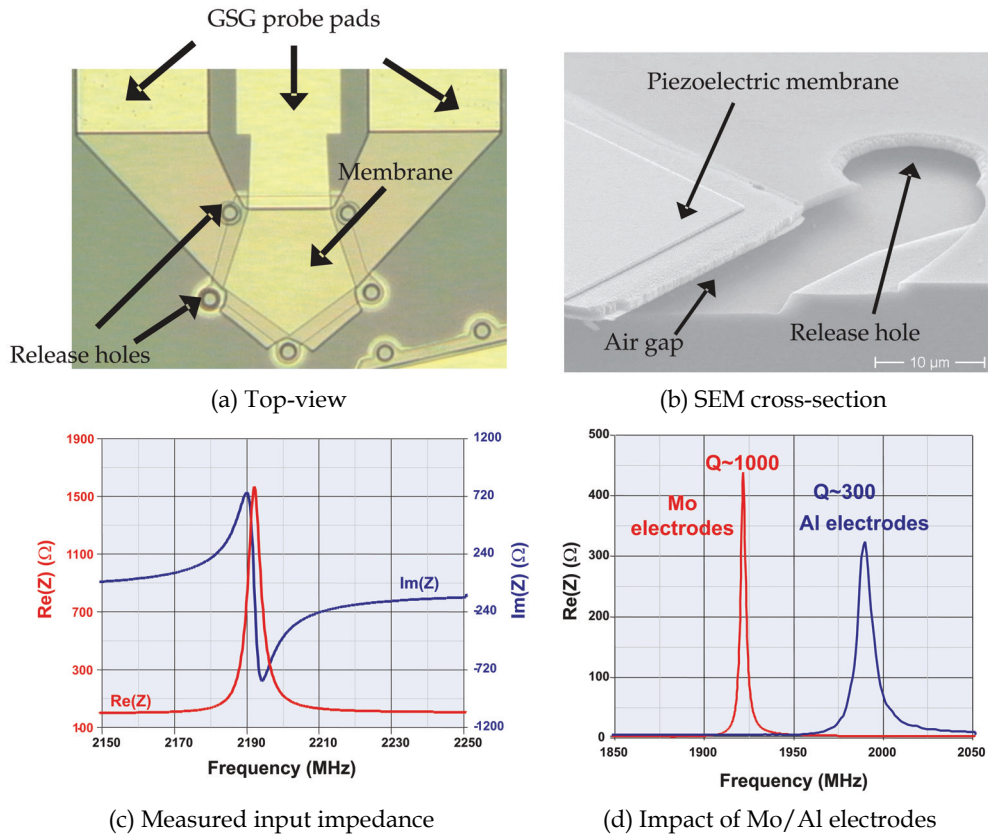 GSG probe pads
Membrane
Release holes
(a) Top-view
Piezoelectric membrane
Air gap
Release hole
10 µm
(b) SEM cross-section
1900
1500
1100
700
300
100
Re(Z) (Ω)
1200
720
240
-240
-720
-1200
Im(Z) (Ω)
Im(Z)
Re(Z)
2150
2170
2190
2210
2230
2250
Frequency (MHz)
(c) Measured input impedance
500
400
300
200
100
0
Re(Z) (Ω)
Q~1000
Mo
electrodes
Q~300
Al electrodes
1850
1900
1950
2000
2050
Frequency (MHz)
(d) Impact of Mo/Al electrodes